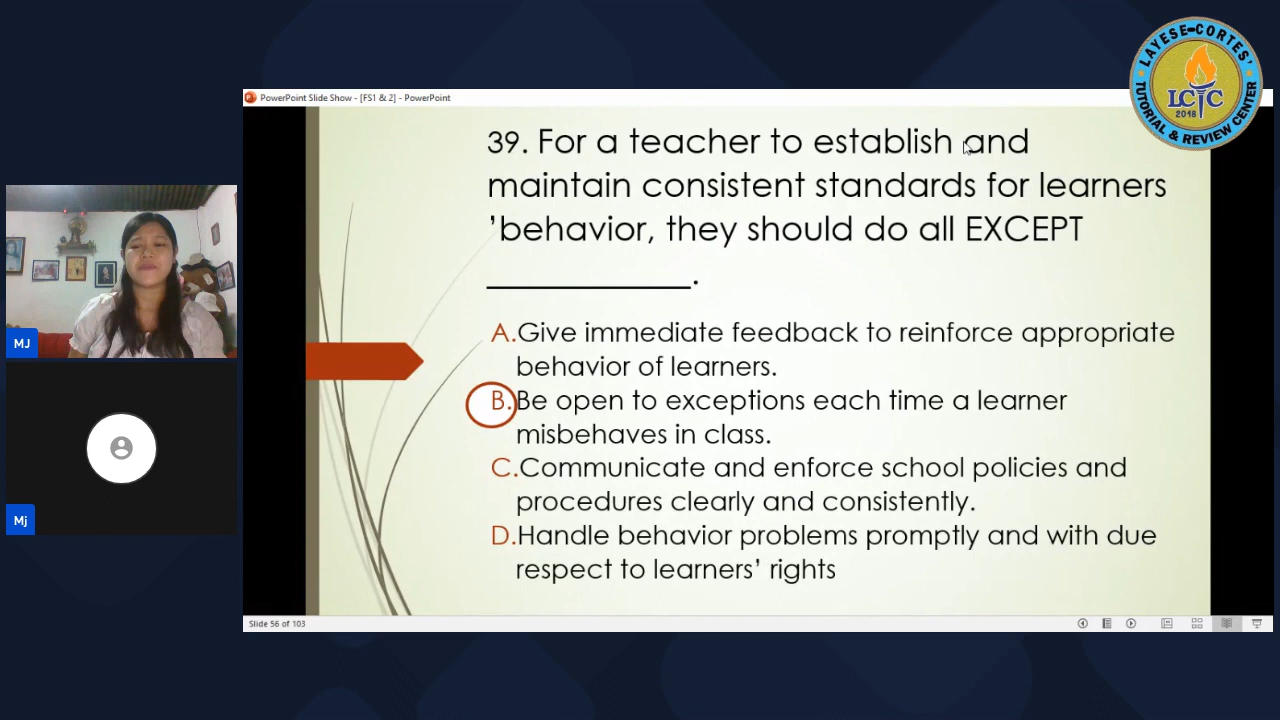 LAYESE-CORTES'
LCTC
2018
TUTORIAL & REVIEW CENTER
PowerPoint Slide Show - [FS1 & 2] - PowerPoint
39. For a teacher to establish and
maintain consistent standards for learners
’behavior, they should do all EXCEPT
____________.
A.Give immediate feedback to reinforce appropriate
behavior of learners.
B.Be open to exceptions each time a learner
misbehaves in class.
C.Communicate and enforce school policies and
procedures clearly and consistently.
D.Handle behavior problems promptly and with due
respect to learners’ rights
MJ
Mj
Slide 56 of 103